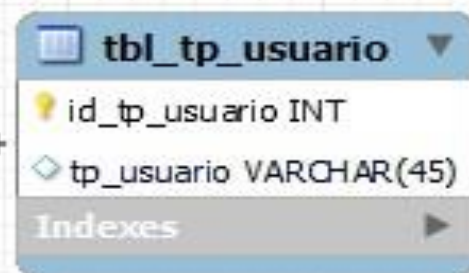 tbl_tp_usuario
id_tp_usuario INT
tp_usuario VARCHAR(45)
Indexes